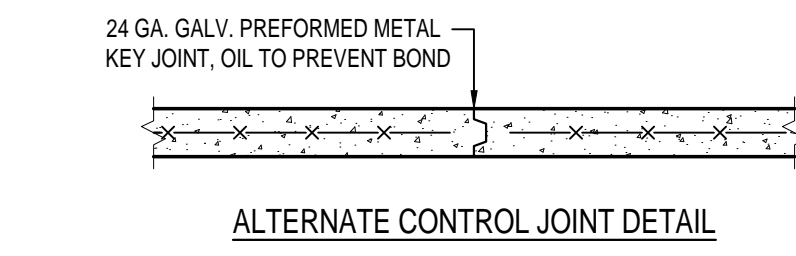 24 GA. GALV. PREFORMED METAL
KEY JOINT, OIL TO PREVENT BOND
ALTERNATE CONTROL JOINT DETAIL